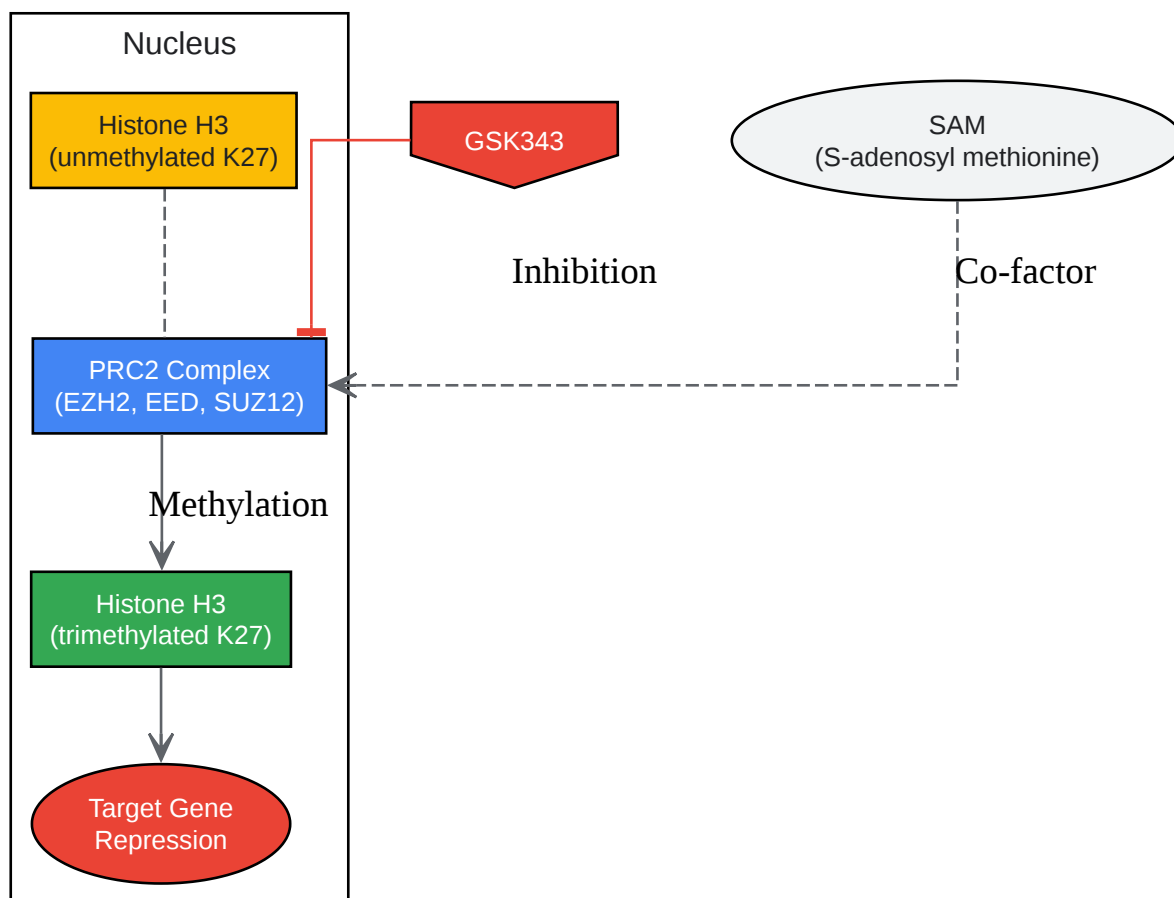 Nucleus
Histone H3
(unmethylated K27)
GSK343
SAM
(S-adenosyl methionine)
Inhibition
Co-factor
PRC2 Complex
(EZH2, EED, SUZ12)
Methylation
Histone H3
(trimethylated K27)
Target Gene
Repression